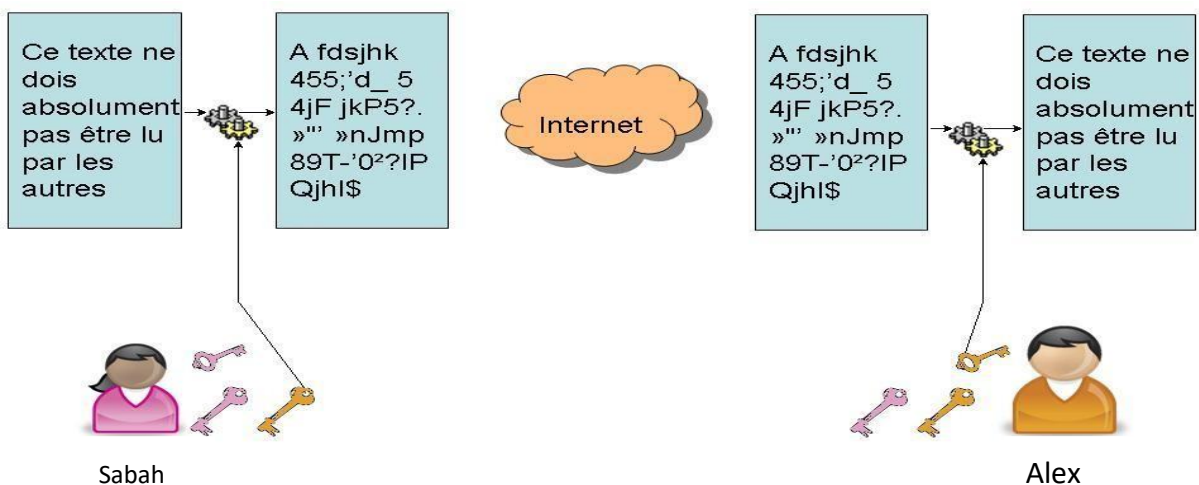 Ce texte ne
dois
absolument
pas être lu
par les
autres
A fdsjhk
455;'d_ 5
4jF jkP5?.
»"' »nJmp
89T-'0²?IP
QjhI$
Internet
A fdsjhk
455;'d_ 5
4jF jkP5?.
»"' »nJmp
89T-'0²?IP
QjhI$
Ce texte ne
dois
absolument
pas être lu
par les
autres
Sabah
Alex